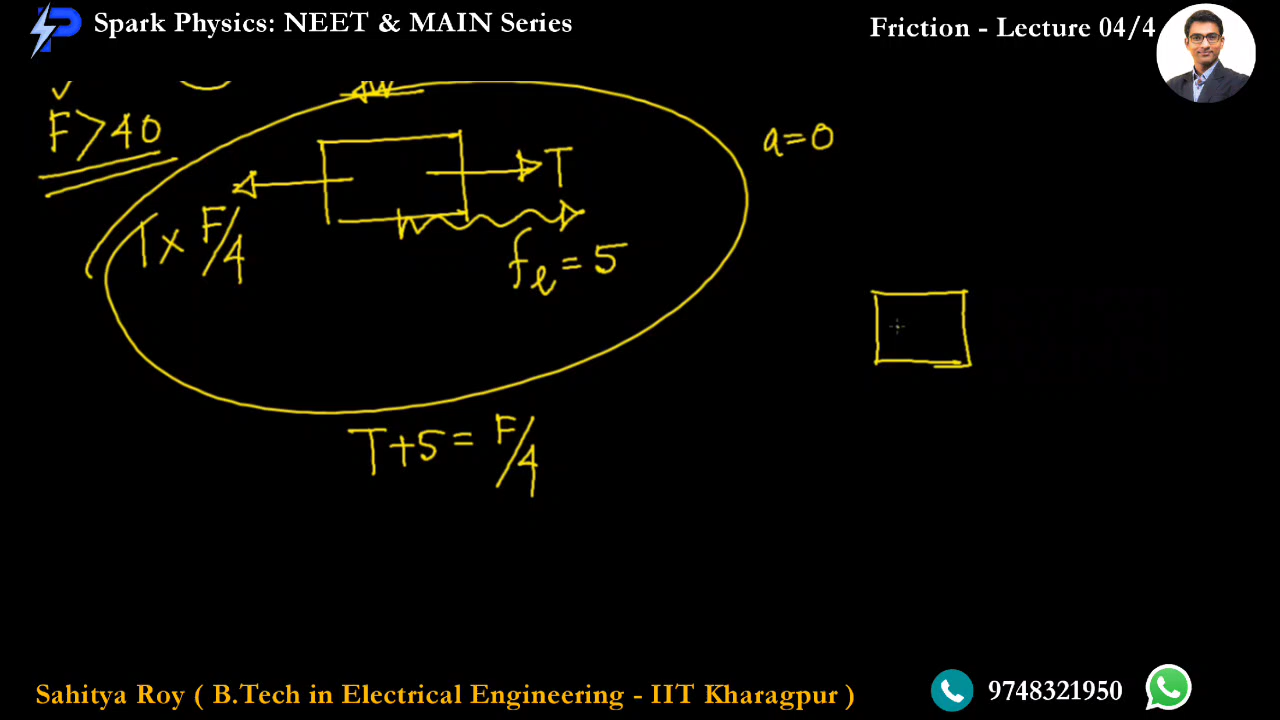 Spark Physics: NEET & MAIN Series
Friction - Lecture 04/4
F>40
a=0
T
T x F/4
fℓ = 5
T+5 = F/4
Sahitya Roy ( B.Tech in Electrical Engineering - IIT Kharagpur )
9748321950